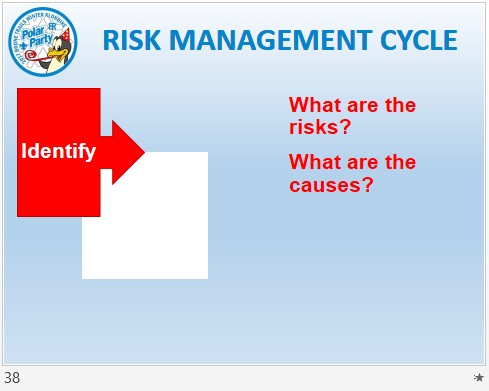 RISK MANAGEMENT CYCLE
Polar
Party
Identify
What are the
risks?
What are the
causes?
38